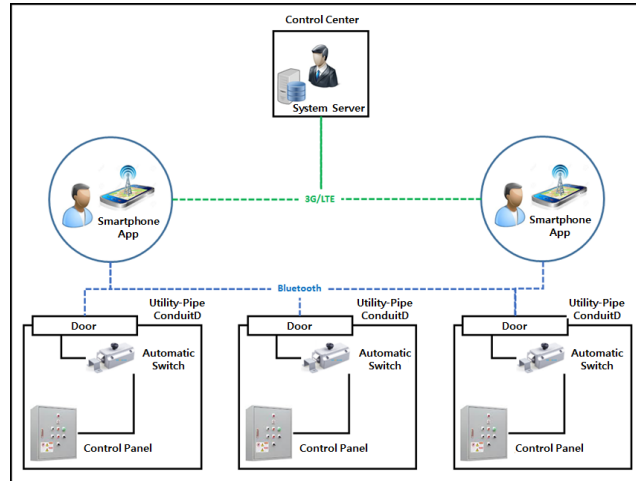 Control Center
System Server
Smartphone
App
3G/LTE
Smartphone
App
Bluetooth
Utility-Pipe
ConduitD
Door
Automatic
Switch
Control Panel
Utility-Pipe
ConduitD
Door
Automatic
Switch
Control Panel
Utility-Pipe
ConduitD
Door
Automatic
Switch
Control Panel